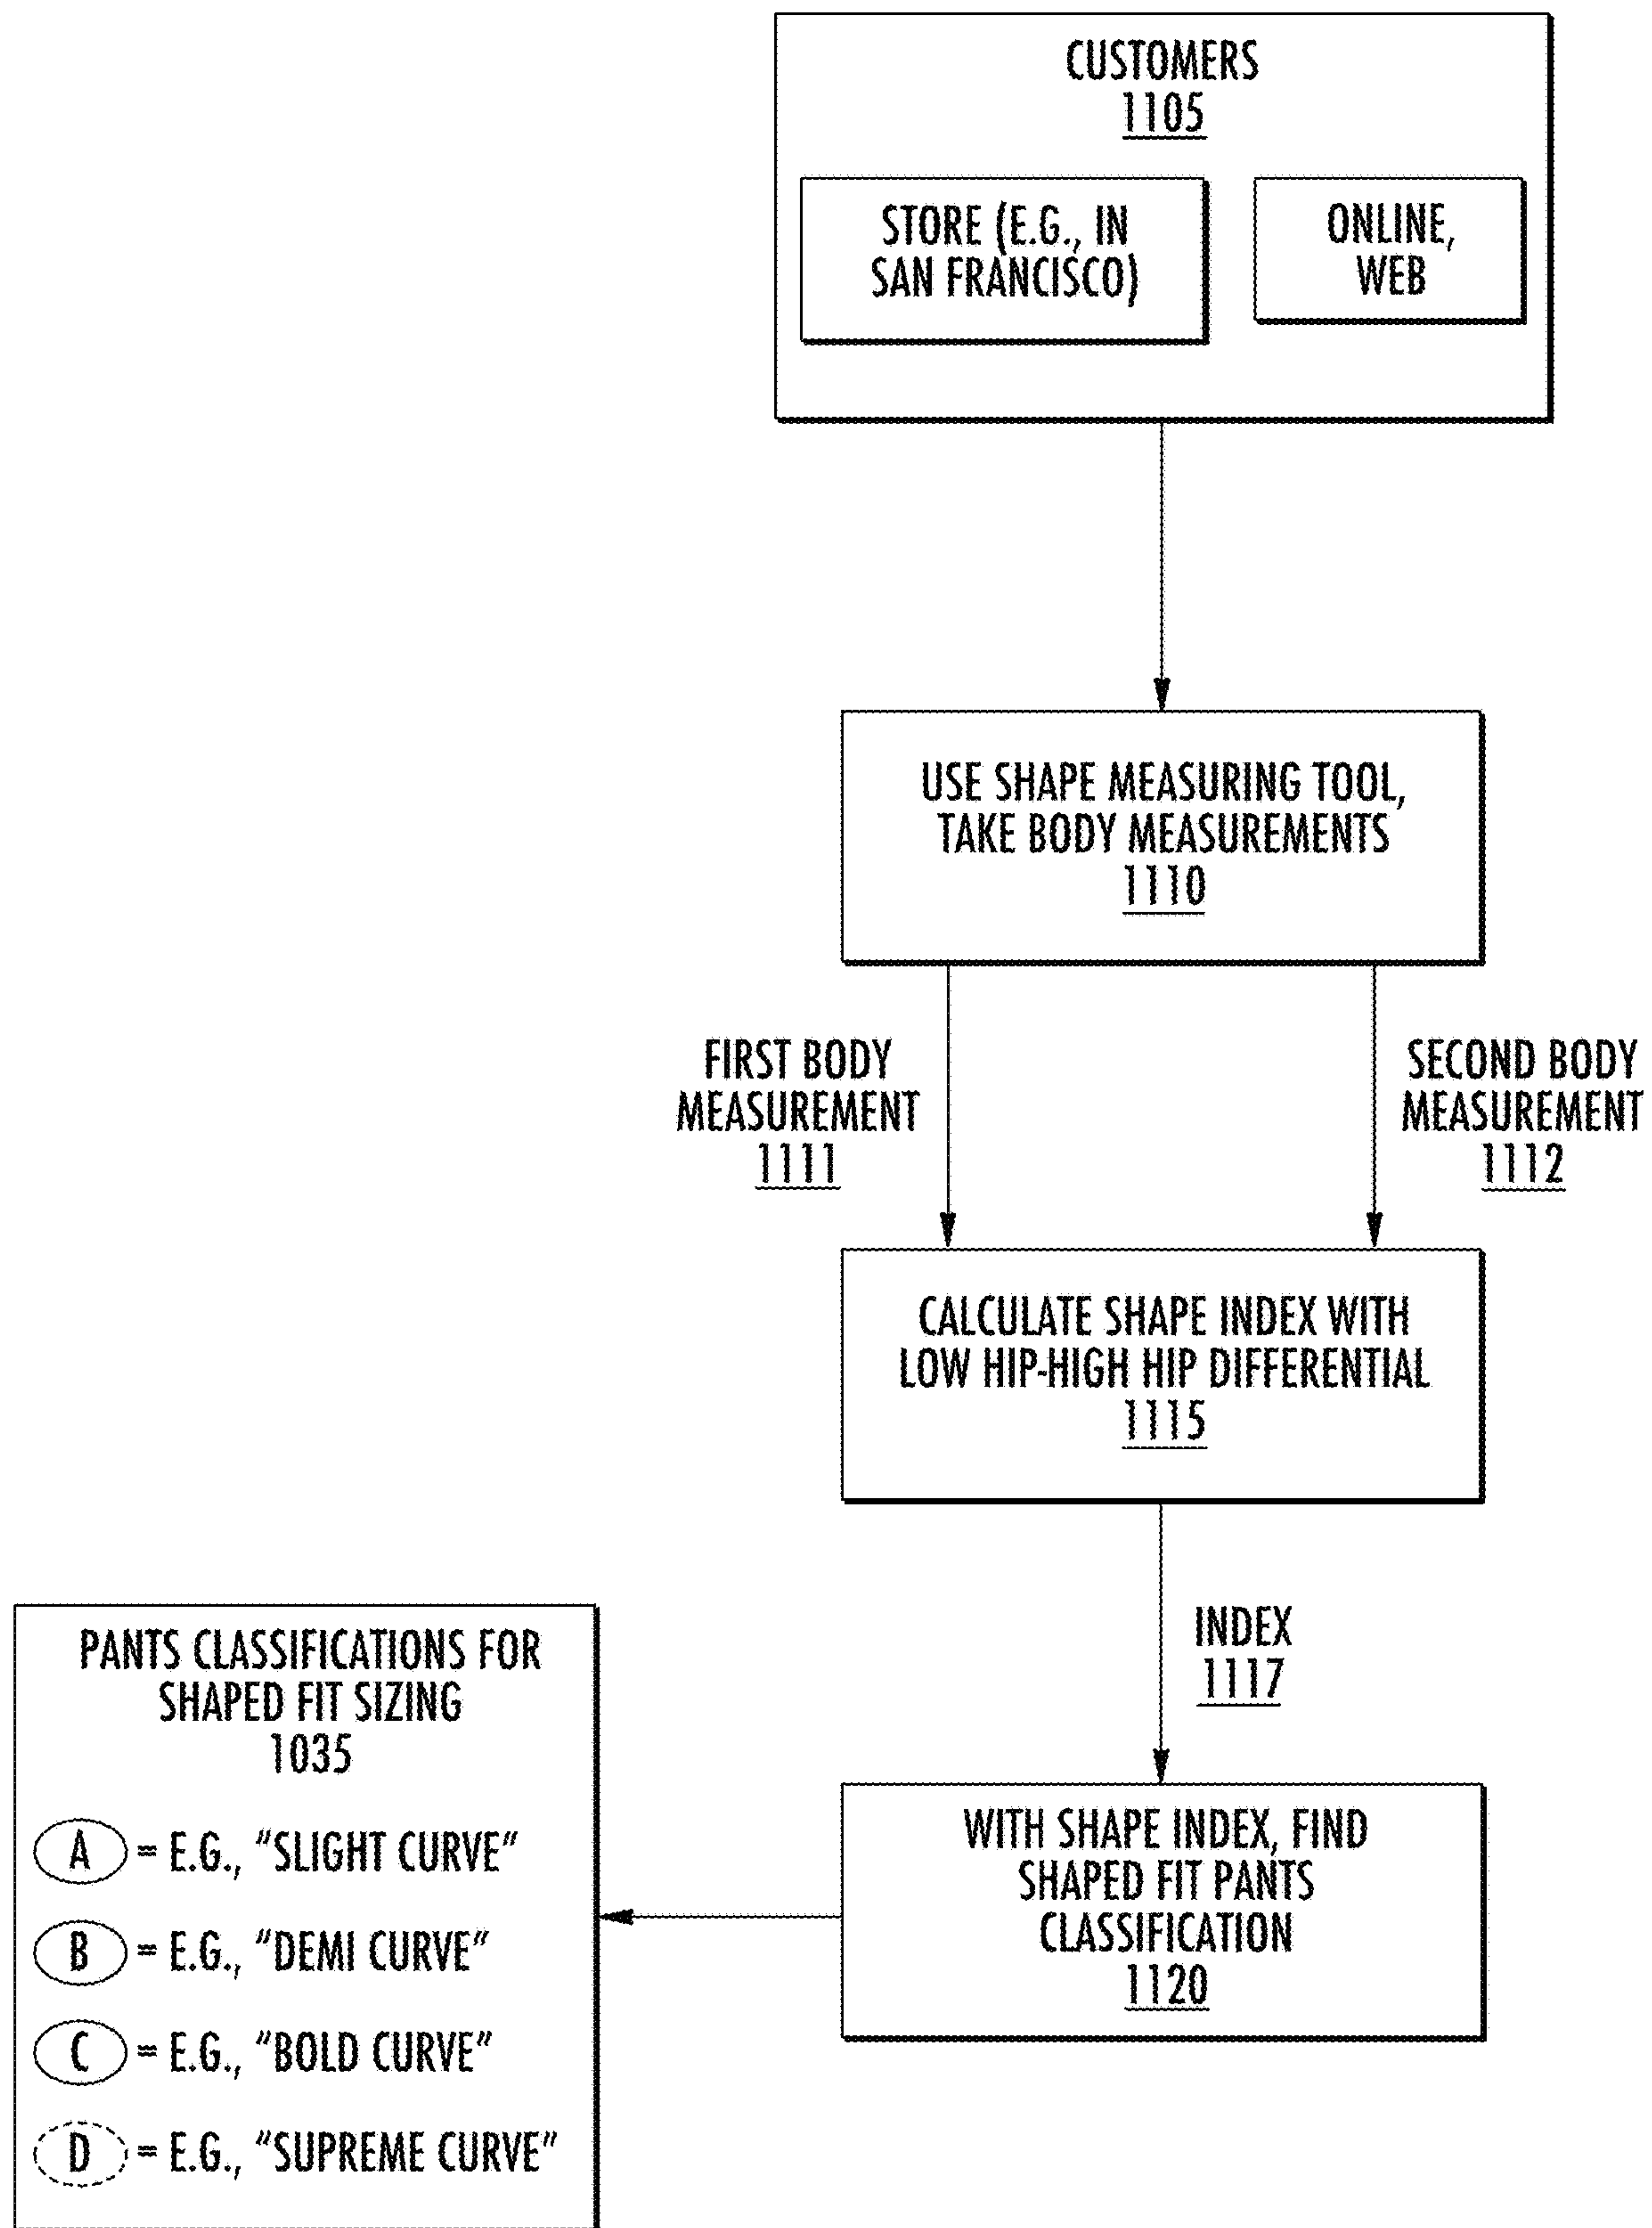 CUSTOMERS
1105
STORE (E.G., IN
SAN FRANCISCO)
ONLINE,
WEB
USE SHAPE MEASURING TOOL,
TAKE BODY MEASUREMENTS
1110
FIRST BODY
MEASUREMENT
1111
SECOND BODY
MEASUREMENT
1112
CALCULATE SHAPE INDEX WITH
LOW HIP-HIGH HIP DIFFERENTIAL
1115
INDEX
1117
WITH SHAPE INDEX, FIND
SHAPED FIT PANTS
CLASSIFICATION
1120
PANTS CLASSIFICATIONS FOR
SHAPED FIT SIZING
1035
A = E.G., "SLIGHT CURVE"
B = E.G., "DEMI CURVE"
C = E.G., "BOLD CURVE"
D = E.G., "SUPREME CURVE"